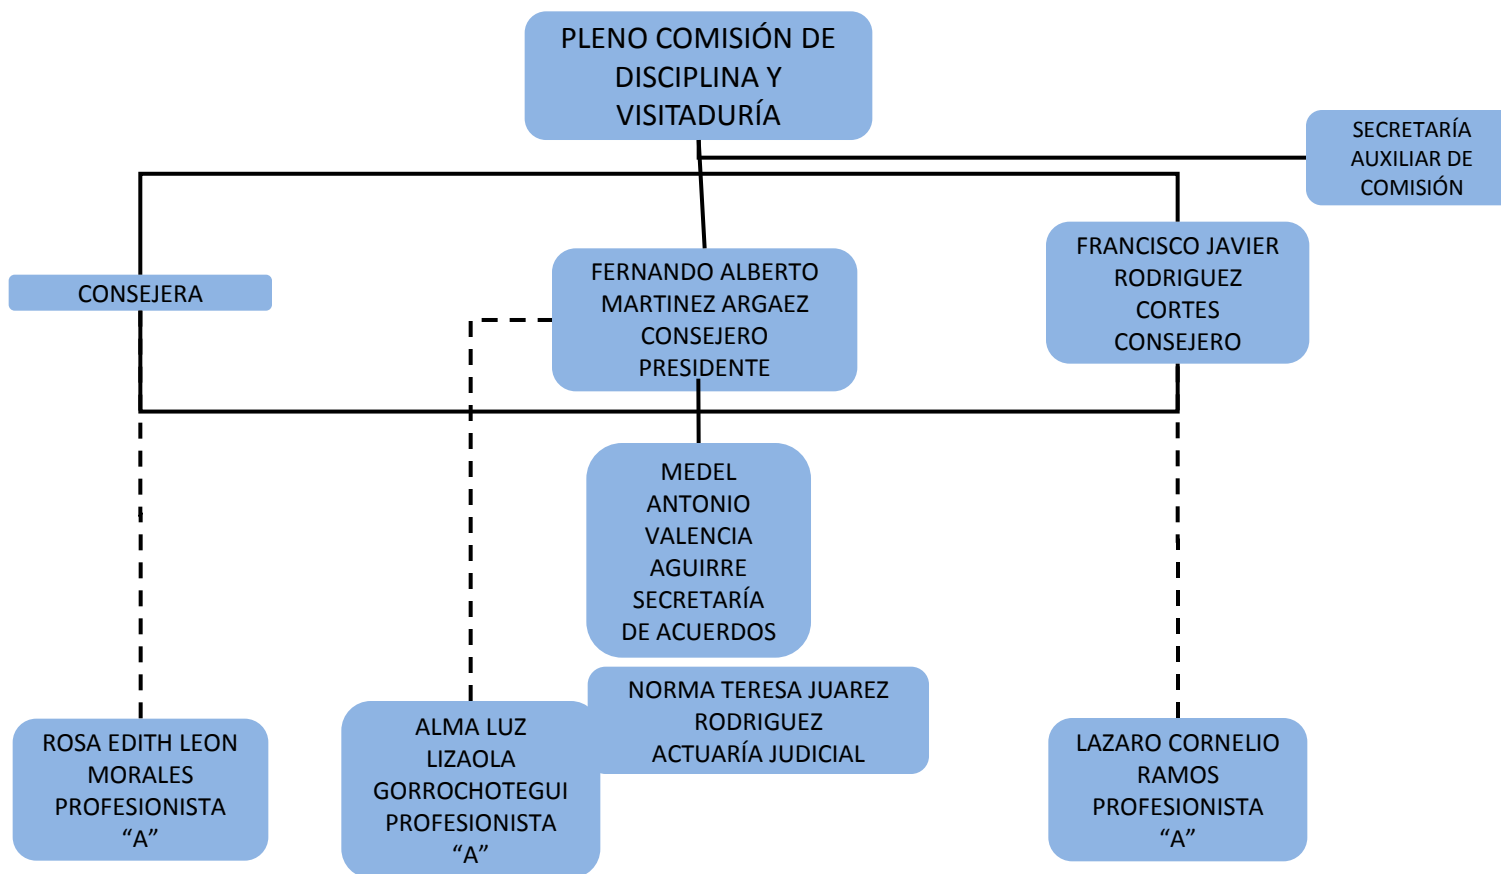 PLENO COMISIÓN DE
DISCIPLINA Y
VISITADURÍA
SECRETARÍA
AUXILIAR DE
COMISIÓN
CONSEJERA
FERNANDO ALBERTO
MARTINEZ ARGAEZ
CONSEJERO
PRESIDENTE
FRANCISCO JAVIER
RODRIGUEZ
CORTES
CONSEJERO
MEDEL
ANTONIO
VALENCIA
AGUIRRE
SECRETARÍA
DE ACUERDOS
NORMA TERESA JUAREZ
RODRIGUEZ
ACTUARÍA JUDICIAL
ROSA EDITH LEON
MORALES
PROFESIONISTA
“A”
ALMA LUZ
LIZAOLA
GORROCHOTEGUI
PROFESIONISTA
“A”
LAZARO CORNELIO
RAMOS
PROFESIONISTA
“A”